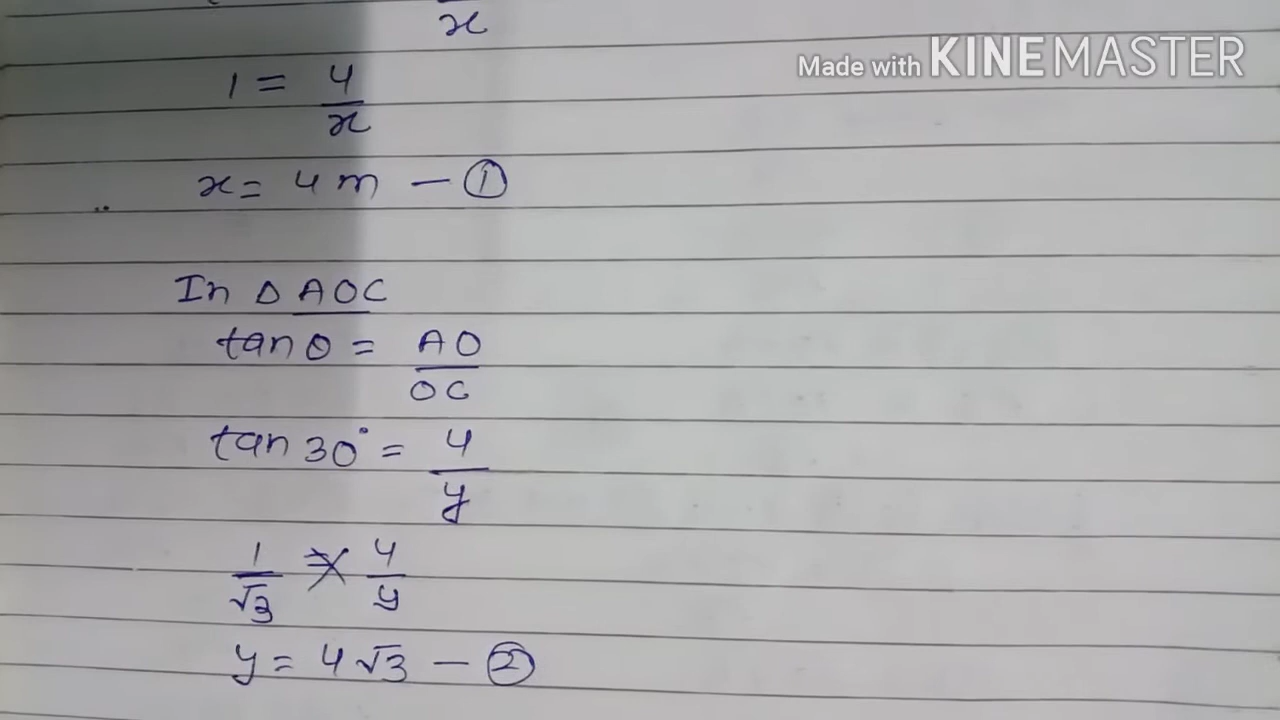 x
Made with KINEMASTER
1 = 4/x
x = 4 m — ①
In Δ AOC
tan θ = AO/OC
tan 30° = 4/y
1/√3 = 4/y
y = 4√3 — ②